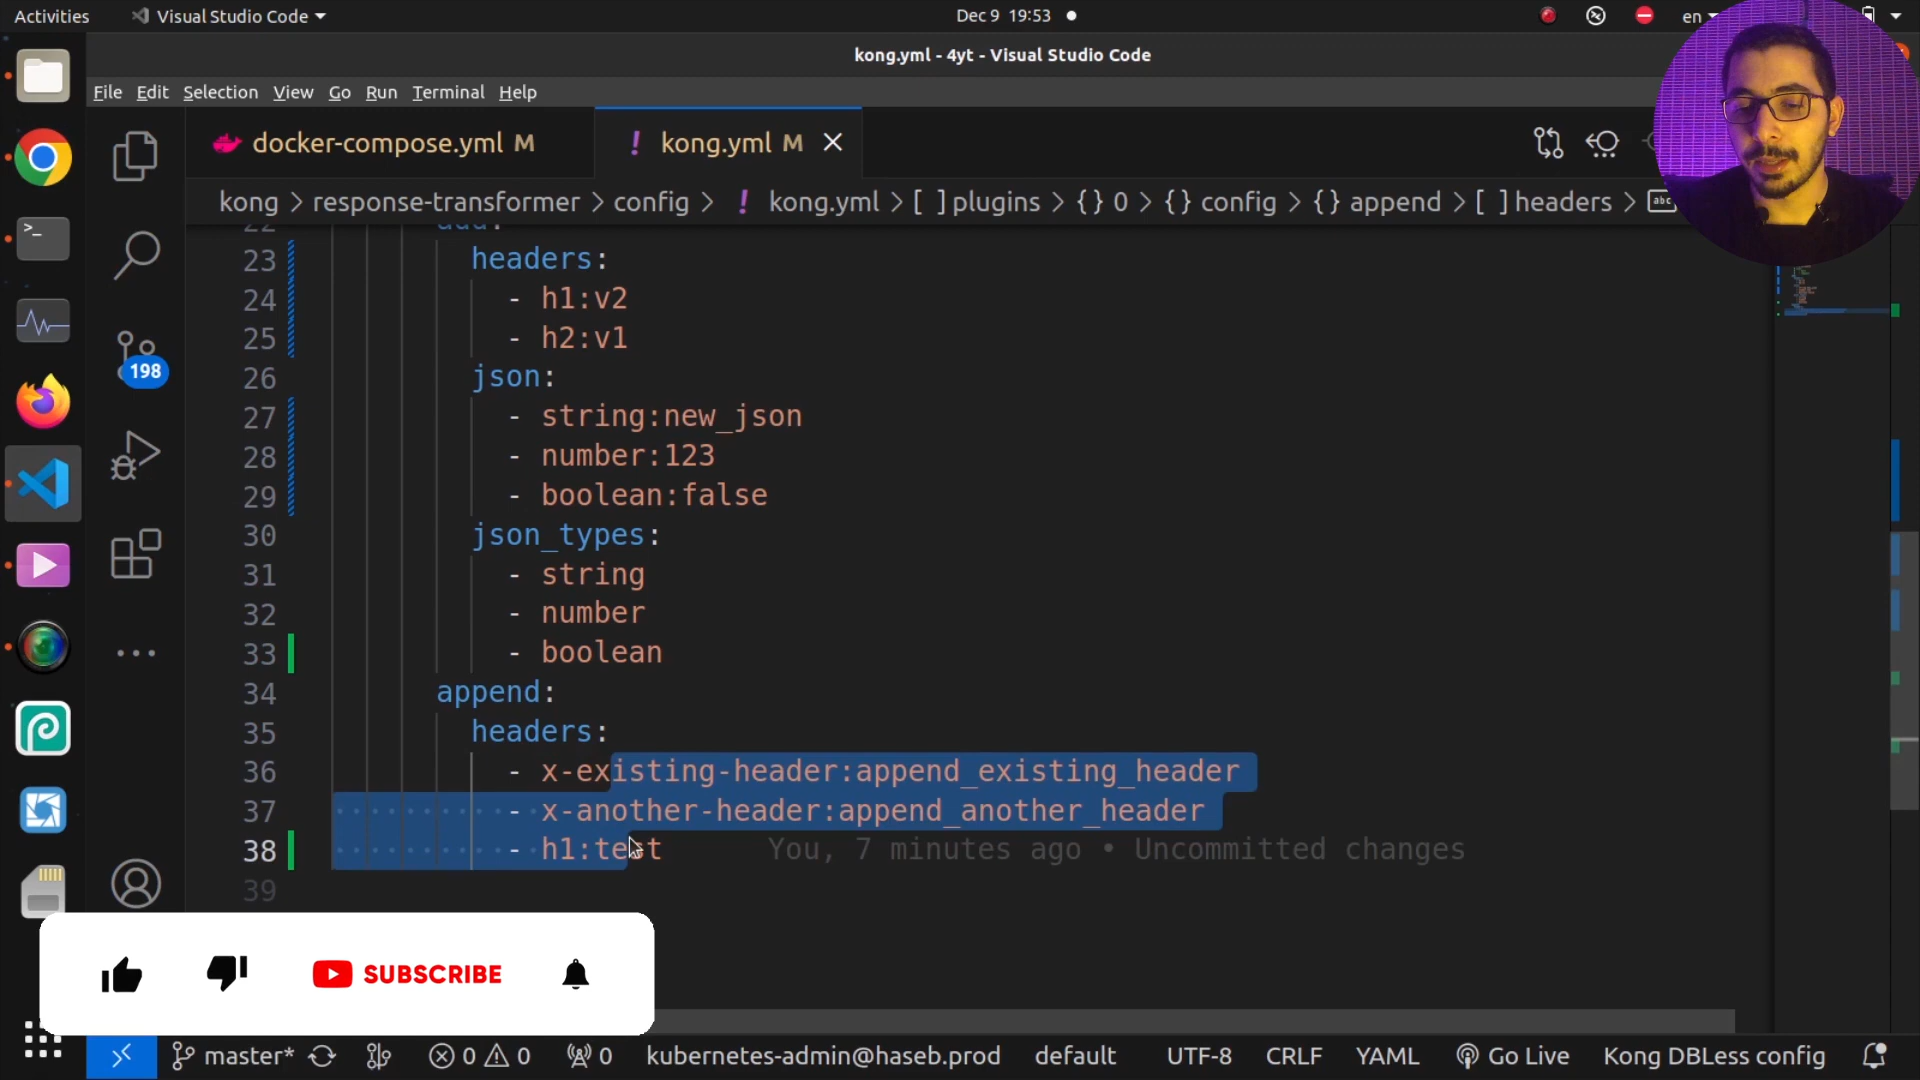 Activities
Visual Studio Code
Dec 9 19:53
en
kong.yml - 4yt - Visual Studio Code
File Edit Selection View Go Run Terminal Help
docker-compose.yml M
! kong.yml M
kong > response-transformer > config > ! kong.yml > [ ] plugins > {} 0 > {} config > {} append > [ ] headers > abc
22 add:
23 headers:
24 - h1:v2
25 - h2:v1
26 json:
27 - string:new_json
28 - number:123
29 - boolean:false
30 json_types:
31 - string
32 - number
33 - boolean
34 append:
35 headers:
36 - x-existing-header:append_existing_header
37 - x-another-header:append_another_header
38 - h1:test You, 7 minutes ago • Uncommitted changes
39
198
SUBSCRIBE
master* 0 0 0 kubernetes-admin@haseb.prod default UTF-8 CRLF YAML Go Live Kong DBLess config